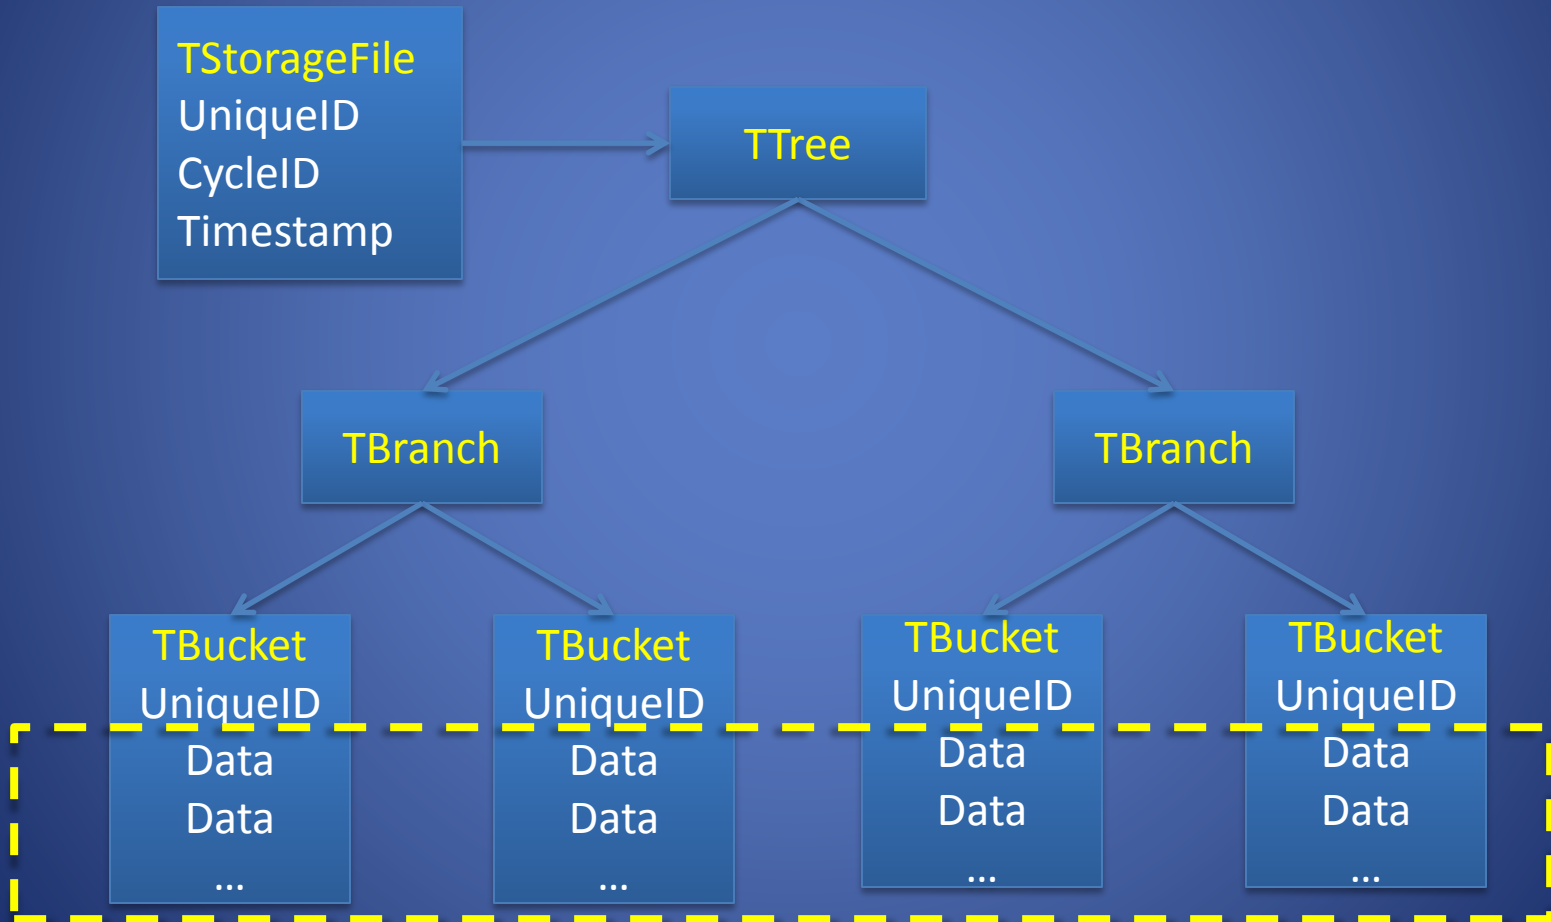 TStorageFile
UniqueID
CycleID
Timestamp
TTree
TBranch
TBranch
TBucket
UniqueID
Data
Data
...
TBucket
UniqueID
Data
Data
...
TBucket
UniqueID
Data
Data
...
TBucket
UniqueID
Data
Data
...